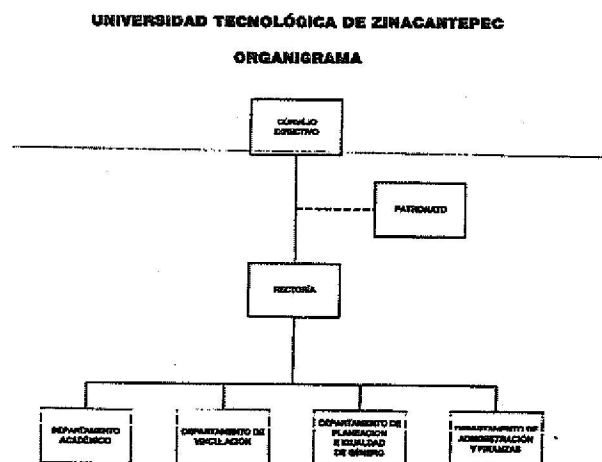 UNIVERSIDAD TECNOLÓGICA DE ZINACANTEPEC
ORGANIGRAMA
CONSEJO
DIRECTIVO
PATRONATO
RECTORÍA
DEPARTAMENTO
ACADÉMICO
DEPARTAMENTO DE
VINCULACIÓN
DEPARTAMENTO DE
PLANEACIÓN
E IGUALDAD
DE GÉNERO
DEPARTAMENTO DE
ADMINISTRACIÓN
Y FINANZAS